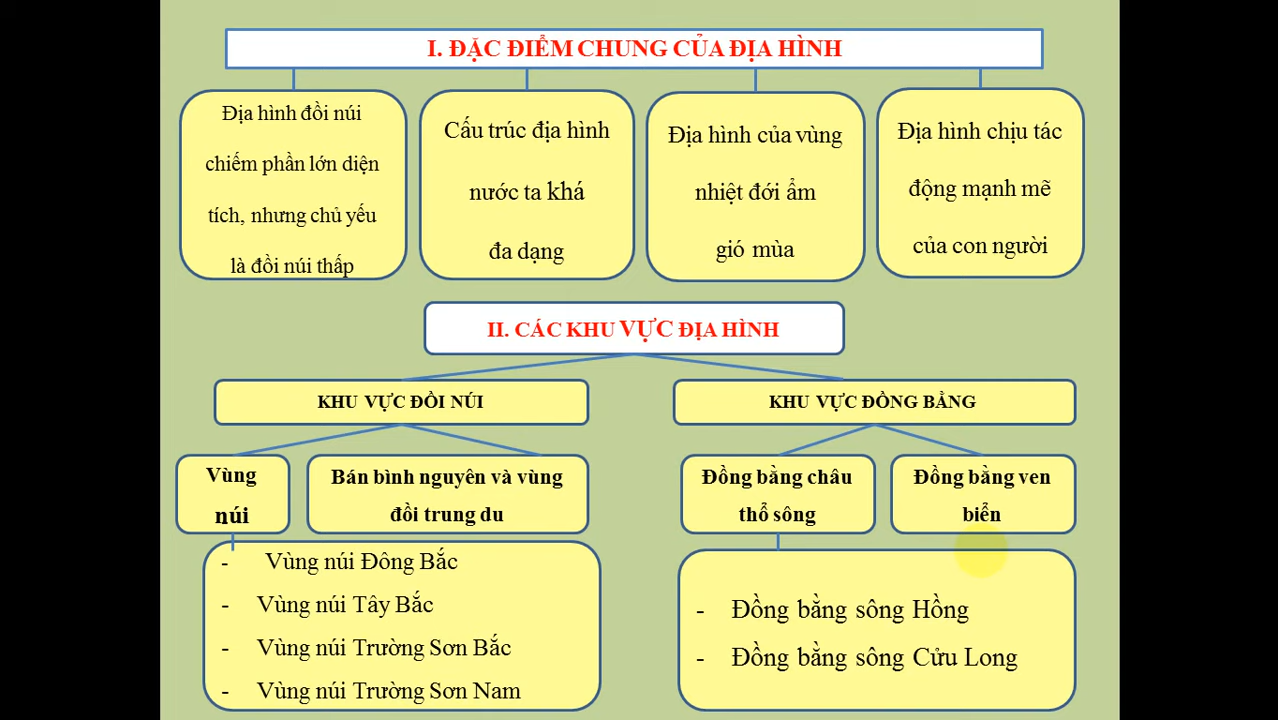 I. ĐẶC ĐIỂM CHUNG CỦA ĐỊA HÌNH
Địa hình đồi núi
chiếm phần lớn diện
tích, nhưng chủ yếu
là đồi núi thấp
Cấu trúc địa hình
nước ta khá
đa dạng
Địa hình của vùng
nhiệt đới ẩm
gió mùa
Địa hình chịu tác
động mạnh mẽ
của con người
II. CÁC KHU VỰC ĐỊA HÌNH
KHU VỰC ĐỒI NÚI
KHU VỰC ĐỒNG BẰNG
Vùng
núi
Bán bình nguyên và vùng
đồi trung du
Đồng bằng châu
thổ sông
Đồng bằng ven
biển
- Vùng núi Đông Bắc
- Vùng núi Tây Bắc
- Vùng núi Trường Sơn Bắc
- Vùng núi Trường Sơn Nam
- Đồng bằng sông Hồng
- Đồng bằng sông Cửu Long